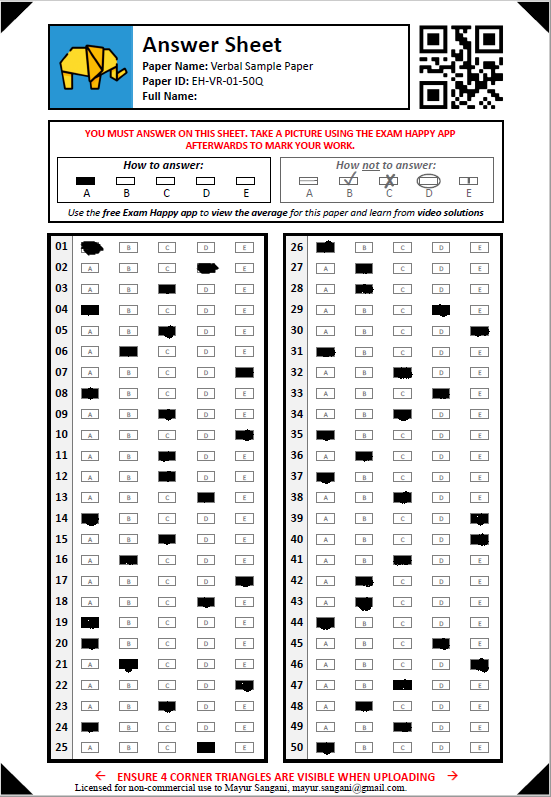 Answer Sheet
Paper Name: Verbal Sample Paper
Paper ID: EH-VR-01-50Q
Full Name:
YOU MUST ANSWER ON THIS SHEET. TAKE A PICTURE USING THE EXAM HAPPY APP
AFTERWARDS TO MARK YOUR WORK.
How to answer:
A B C D E
How not to answer:
A B C D E
Use the free Exam Happy app to view the average for this paper and learn from video solutions
01 B C D E
02 A B C E
03 A B D E
04 B C D E
05 A B D E
06 A C D E
07 A B C D
08 B C D E
09 A B D E
10 A B C D
11 A B D E
12 A B D E
13 A B C E
14 B C D E
15 A B D E
16 A C D E
17 A B C D
18 A B C E
19 B C D E
20 B C D E
21 A C D E
22 A B C D
23 A B D E
24 B C D E
25 A B C E
26 B C D E
27 A C D E
28 A C D E
29 A B C E
30 A B C D
31 B C D E
32 A B D E
33 A B C E
34 A B D E
35 B C D E
36 A C D E
37 B C D E
38 A B D E
39 A B C D
40 A B C D
41 A B D E
42 A C D E
43 A C D E
44 B C D E
45 A B C E
46 A B C D
47 A B D E
48 A C D E
49 A B D E
50 B C D E
← ENSURE 4 CORNER TRIANGLES ARE VISIBLE WHEN UPLOADING →
Licensed for non-commercial use to Mayur Sangani, mayur.sangani@gmail.com.